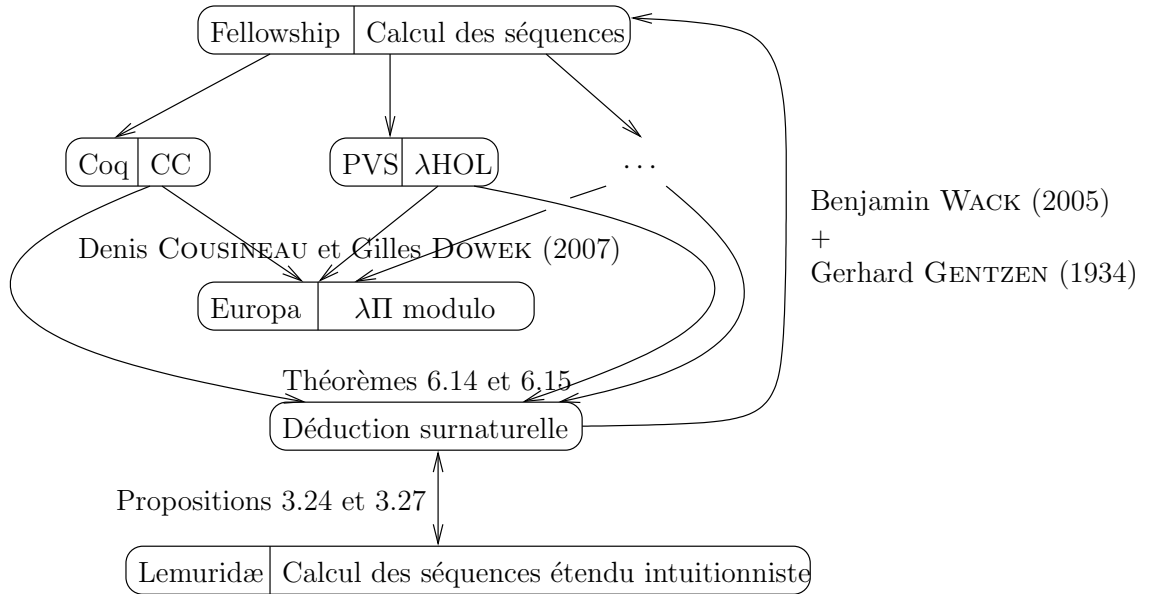 Fellowship Calcul des séquences
Coq CC PVS λHOL ...
Benjamin WACK (2005)
+
Gerhard GENTZEN (1934)
Denis COUSINEAU et Gilles DOWEK (2007)
Europa λΠ modulo
Théorèmes 6.14 et 6.15
Déduction surnaturelle
Propositions 3.24 et 3.27
Lemuridæ Calcul des séquences étendu intuitionniste